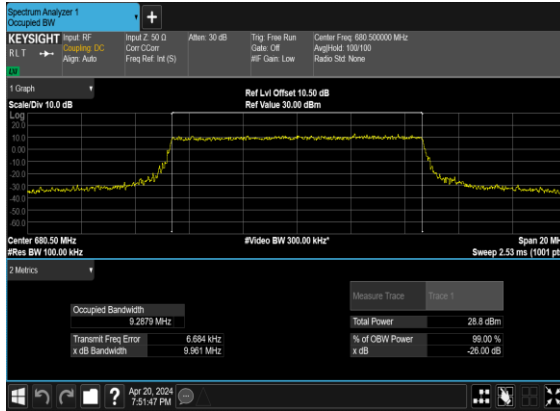 Spectrum Analyzer 1
Occupied BW
KEYSIGHT Input: RF Input Z: 50 Ω Atten: 30 dB Trig: Free Run Center Freq: 680.500000 MHz
RLT Coupling: DC Corr CCorr Gate: Off Avg|Hold: 100/100
Align: Auto Freq Ref: Int (S) #IF Gain: Low Radio Std: None
LW
1 Graph Ref Lvl Offset 10.50 dB
Scale/Div 10.0 dB Ref Value 30.00 dBm
Log
20.0
10.0
0.00
-10.0
-20.0
-30.0
-40.0
-50.0
-60.0
Center 680.50 MHz #Video BW 300.00 kHz* Span 20 MH
#Res BW 100.00 kHz Sweep 2.53 ms (1001 pt
2 Metrics
Measure Trace Trace 1
Occupied Bandwidth
9.2879 MHz Total Power 28.8 dBm
Transmit Freq Error 6.684 kHz % of OBW Power 99.00 %
x dB Bandwidth 9.961 MHz x dB -26.00 dB
? Apr 20, 2024
7:51:47 PM